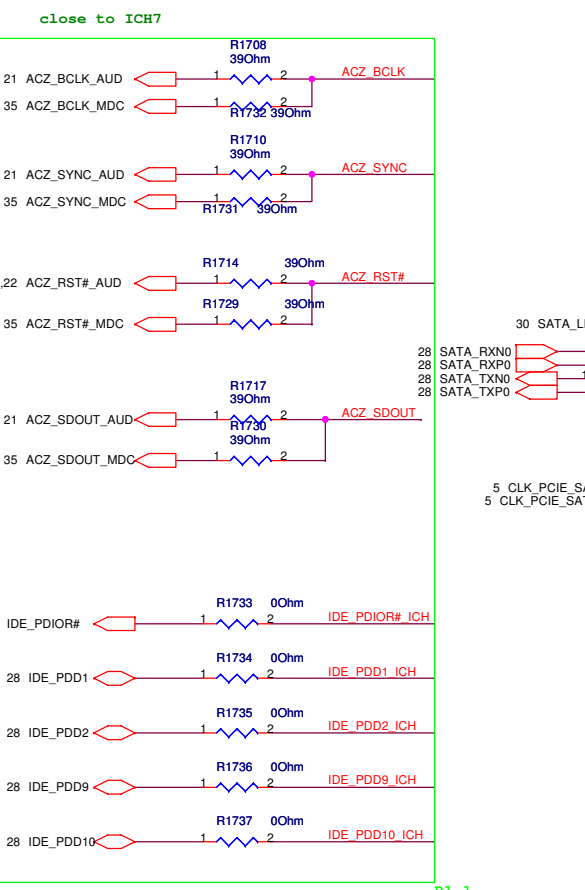 close to ICH7
R1708
39Ohm
21 ACZ_BCLK_AUD 1 2 ACZ_BCLK
35 ACZ_BCLK_MDC 1 2
R1732 39Ohm
R1710
39Ohm
21 ACZ_SYNC_AUD 1 2 ACZ_SYNC
35 ACZ_SYNC_MDC 1 2
R1731 39Ohm
R1714 39Ohm
,22 ACZ_RST#_AUD 1 2 ACZ_RST#
R1729 39Ohm
35 ACZ_RST#_MDC 1 2
30 SATA_L
28 SATA_RXN0
28 SATA_RXP0
28 SATA_TXN0 1
28 SATA_TXP0
R1717
39Ohm
21 ACZ_SDOUT_AUD 1 2 ACZ_SDOUT
R1730
39Ohm
35 ACZ_SDOUT_MDC 1 2
5 CLK_PCIE_SA
5 CLK_PCIE_SAT
R1733 0Ohm
IDE_PDIOR# 1 2 IDE_PDIOR#_ICH
R1734 0Ohm
28 IDE_PDD1 1 2 IDE_PDD1_ICH
R1735 0Ohm
28 IDE_PDD2 1 2 IDE_PDD2_ICH
R1736 0Ohm
28 IDE_PDD9 1 2 IDE_PDD9_ICH
R1737 0Ohm
28 IDE_PDD10 1 2 IDE_PDD10_ICH